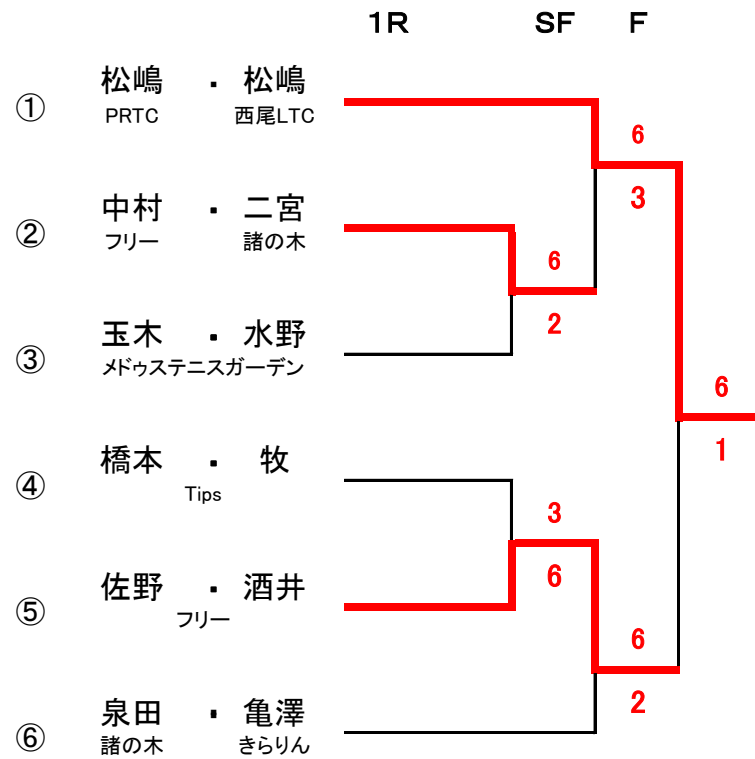 1R SF F
松嶋 ・ 松嶋
① PRTC 西尾LTC
6
3
中村 ・ 二宮
② フリー 諸の木
6
2
玉木 ・ 水野
③ メドゥステニスガーデン
6
1
橋本 ・ 牧
④ Tips
3
6
佐野 ・ 酒井
⑤ フリー
6
2
泉田 ・ 亀澤
⑥ 諸の木 きらりん